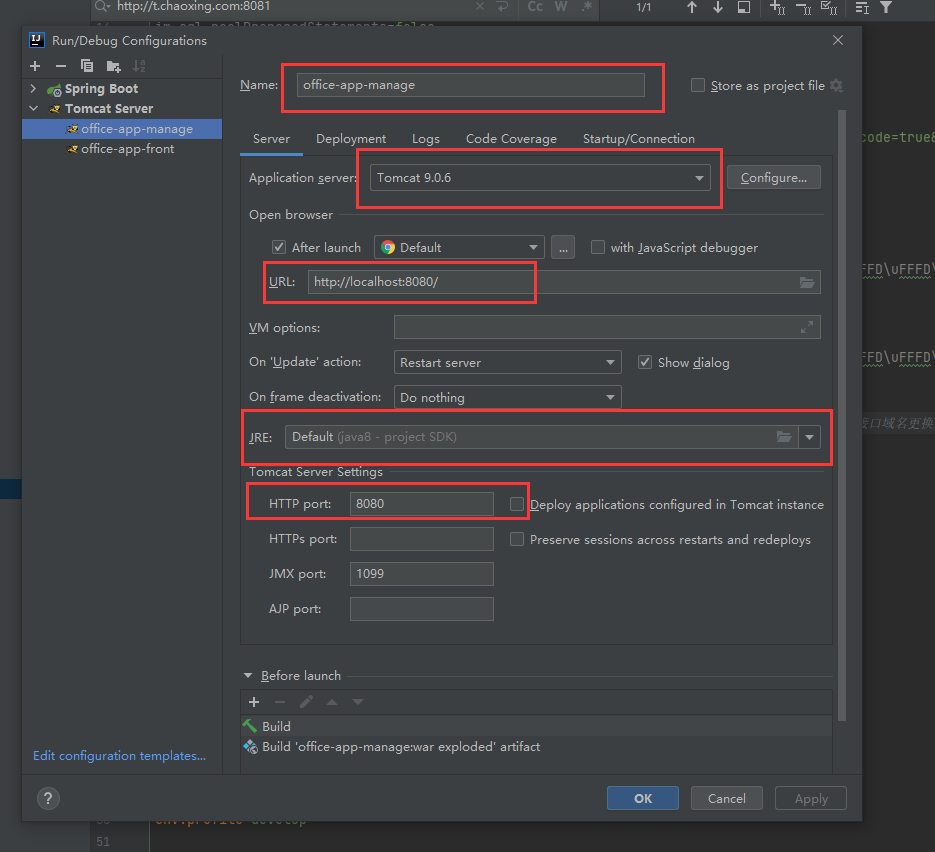 http://t.chaoxing.com:8081
Cc W .* 1/1
Run/Debug Configurations
Spring Boot
Tomcat Server
office-app-manage
office-app-front
Name: office-app-manage
Store as project file
Server Deployment Logs Code Coverage Startup/Connection
code=true&
Application server: Tomcat 9.0.6 Configure...
Open browser
After launch Default ... with JavaScript debugger
FFD\uFFFD\u
URL: http://localhost:8080/
VM options:
FFD\uFFFD\u
On 'Update' action: Restart server Show dialog
On frame deactivation: Do nothing
接口域名更换
JRE: Default (java8 - project SDK)
Tomcat Server Settings
HTTP port: 8080 Deploy applications configured in Tomcat instance
HTTPs port: Preserve sessions across restarts and redeploys
JMX port: 1099
AJP port:
Before launch
Build
Build 'office-app-manage:war exploded' artifact
Edit configuration templates...
? OK Cancel Apply
51